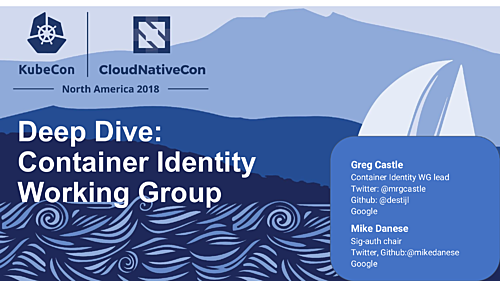 KubeCon
CloudNativeCon
North America 2018
Deep Dive:
Container Identity
Working Group
Greg Castle
Container Identity WG lead
Twitter: @mrgcastle
Github: @destijl
Google
Mike Danese
Sig-auth chair
Twitter, Github:@mikedanese
Google